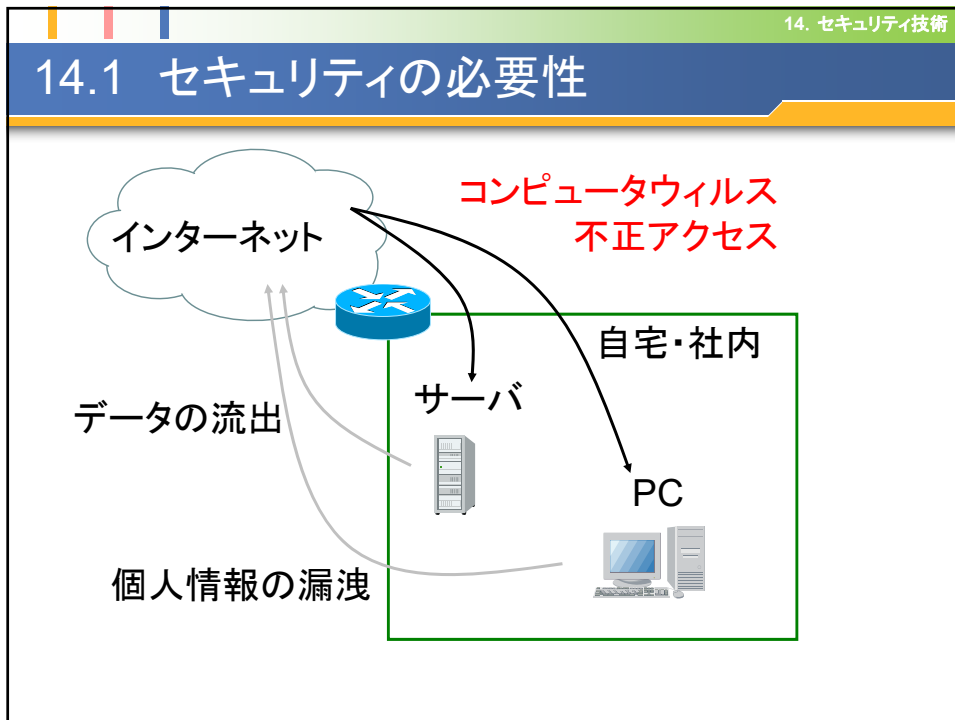 14. セキュリティ技術
14.1 セキュリティの必要性
コンピュータウィルス
不正アクセス
インターネット
自宅・社内
サーバ
データの流出
PC
個人情報の漏洩